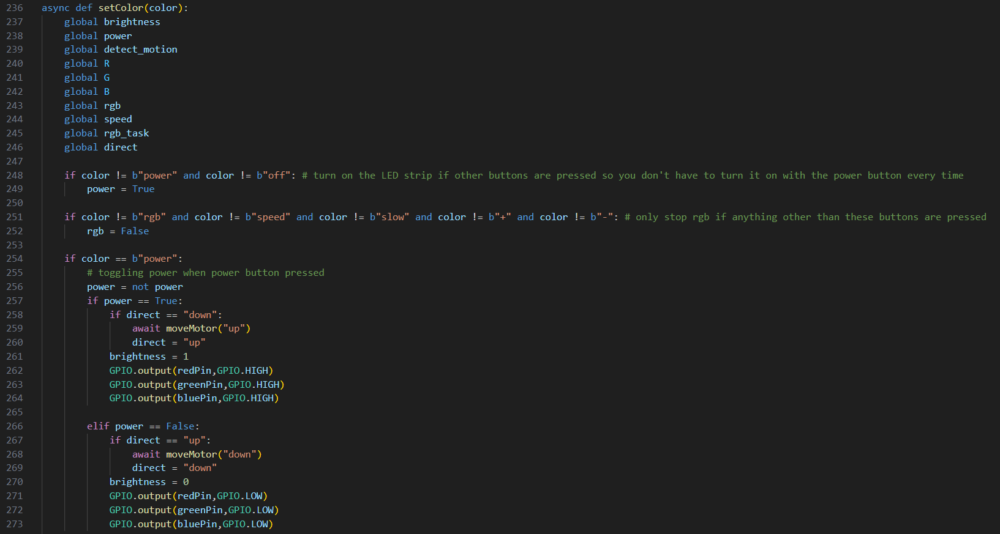 236 async def setColor(color):
237     global brightness
238     global power
239     global detect_motion
240     global R
241     global G
242     global B
243     global rgb
244     global speed
245     global rgb_task
246     global direct
247
248     if color != b"power" and color != b"off": # turn on the LED strip if other buttons are pressed so you don't have to turn it on with the power button every time
249         power = True
250
251     if color != b"rgb" and color != b"speed" and color != b"slow" and color != b"+" and color != b"-": # only stop rgb if anything other than these buttons are pressed
252         rgb = False
253
254     if color == b"power":
255         # toggling power when power button pressed
256         power = not power
257         if power == True:
258             if direct == "down":
259                 await moveMotor("up")
260                 direct = "up"
261             brightness = 1
262             GPIO.output(redPin,GPIO.HIGH)
263             GPIO.output(greenPin,GPIO.HIGH)
264             GPIO.output(bluePin,GPIO.HIGH)
265
266         elif power == False:
267             if direct == "up":
268                 await moveMotor("down")
269                 direct = "down"
270             brightness = 0
271             GPIO.output(redPin,GPIO.LOW)
272             GPIO.output(greenPin,GPIO.LOW)
273             GPIO.output(bluePin,GPIO.LOW)